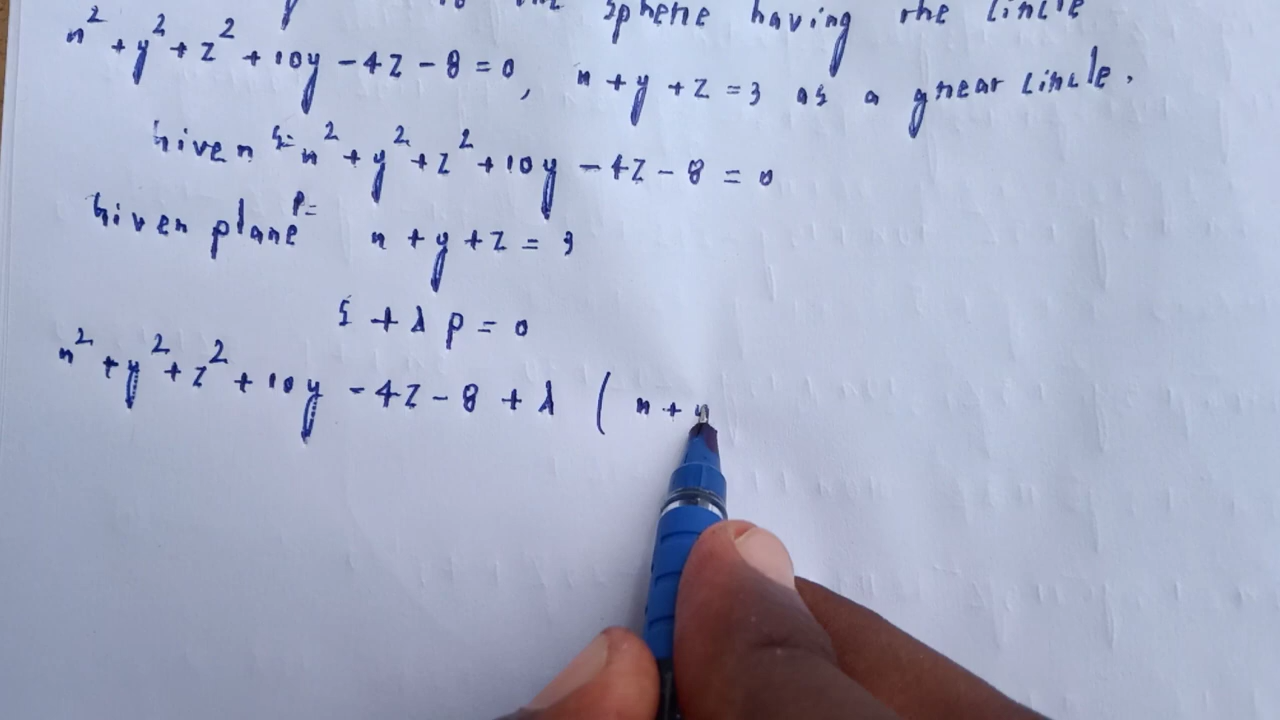 the sphere having the circle
x² + y² + z² + 10y - 4z - 8 = 0, x + y + z = 3 as a great circle.
Given S= x² + y² + z² + 10y - 4z - 8 = 0
Given plane P= x + y + z = 3
S + λ P = 0
x² + y² + z² + 10y - 4z - 8 + λ ( x + y